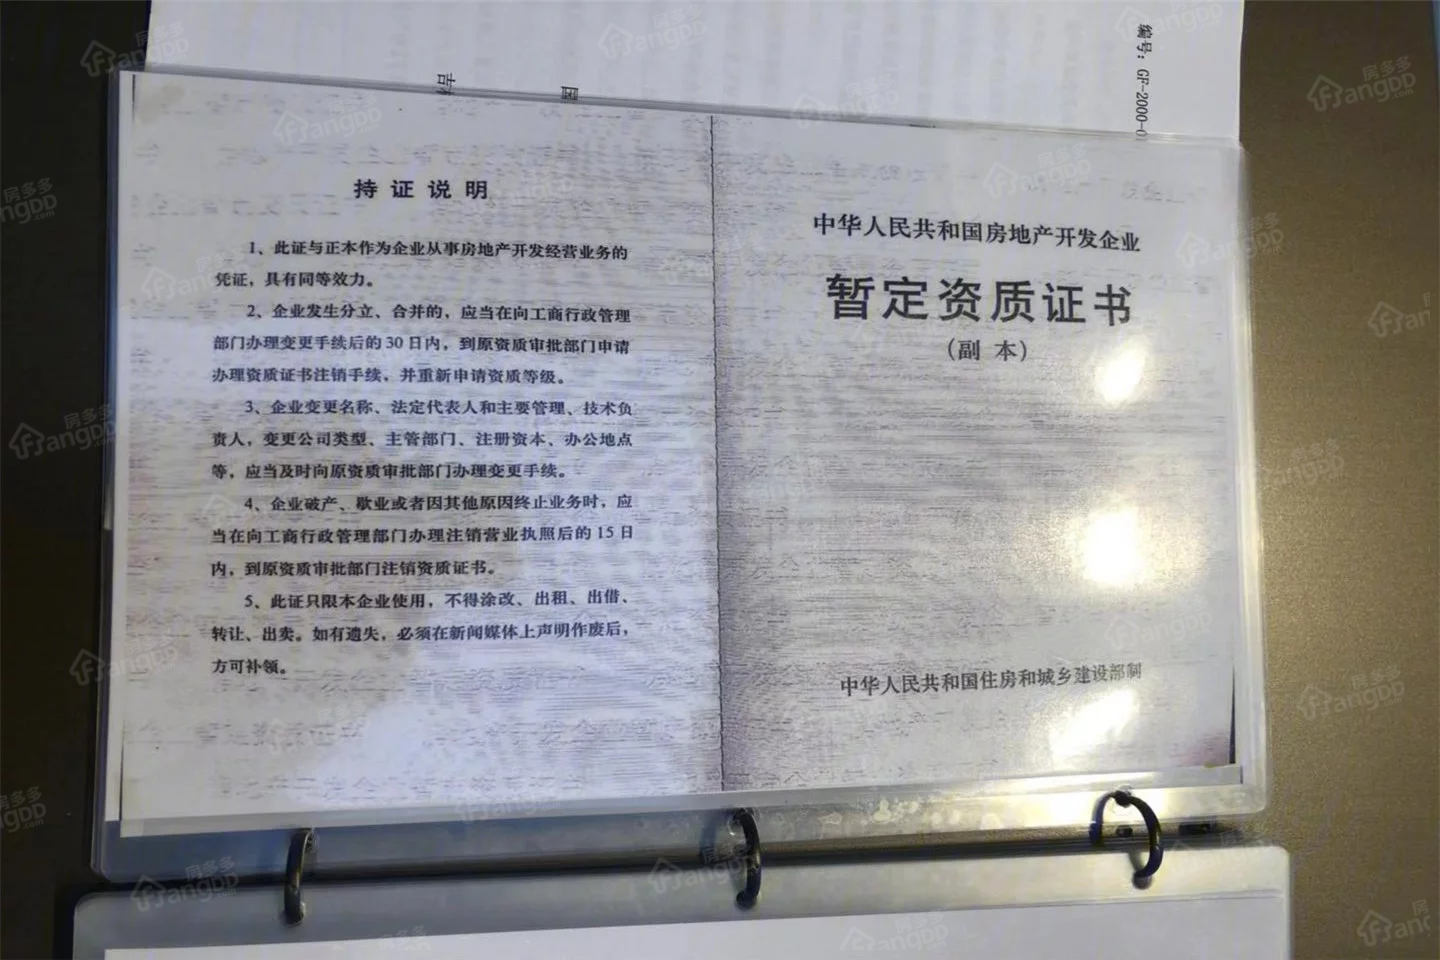 编号: GF-2000-0
持证说明
1、此证与正本作为企业从事房地产开发经营业务的
凭证，具有同等效力。
2、企业发生分立、合并的，应当在向工商行政管理
部门办理变更手续后的30日内，到原资质审批部门申请
办理资质证书注销手续，并重新申请资质等级。
3、企业变更名称、法定代表人和主要管理、技术负
责人，变更公司类型、主管部门、注册资本、办公地点
等，应当及时向原资质审批部门办理变更手续。
4、企业破产、歇业或者因其他原因终止业务时，应
当在向工商行政管理部门办理注销营业执照后的15日
内，到原资质审批部门注销资质证书。
5、此证只限本企业使用，不得涂改、出租、出借、
转让、出卖。如有遗失，必须在新闻媒体上声明作废后，
方可补领。
中华人民共和国房地产开发企业
暂定资质证书
（副 本）
中华人民共和国住房和城乡建设部制
房多多
Fangdd.com